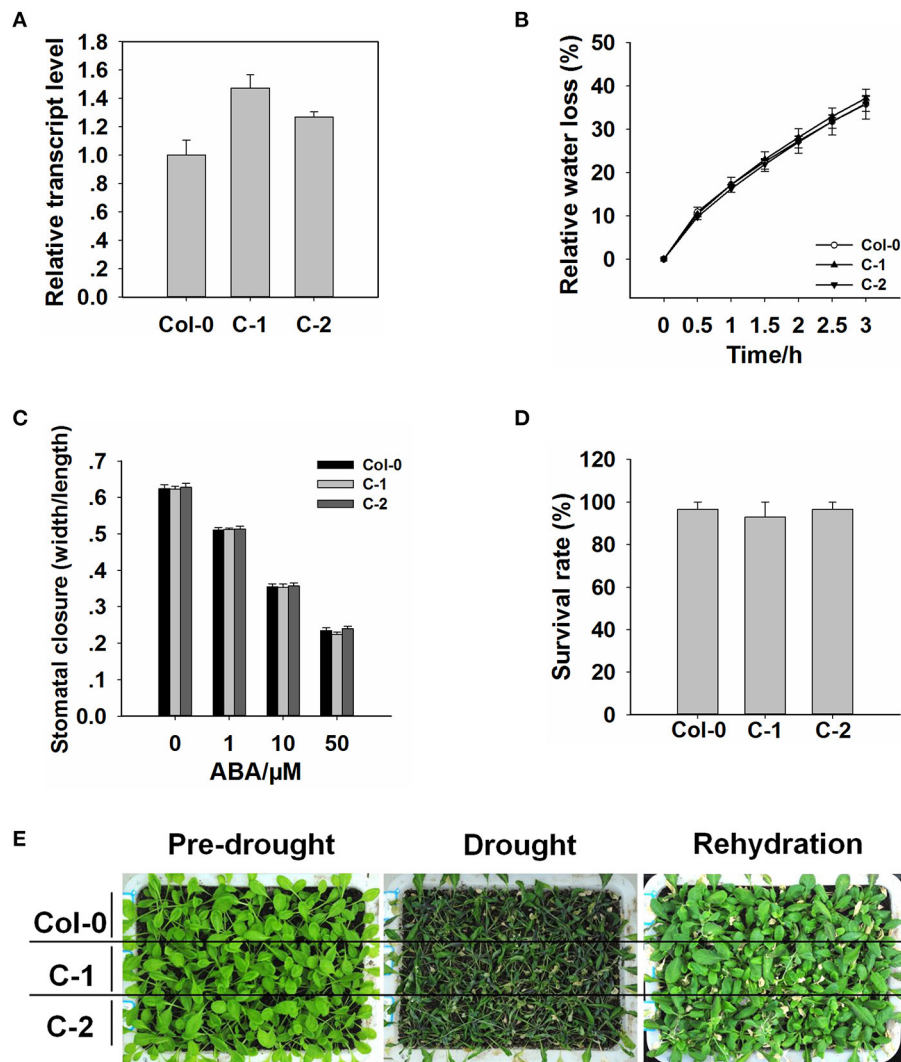 A
Relative transcript level
1.8
1.6
1.4
1.2
1.0
.8
.6
.4
.2
0.0
Col-0 C-1 C-2
B
Relative water loss (%)
50
40
30
20
10
0
Col-0
C-1
C-2
0 0.5 1 1.5 2 2.5 3
Time/h
C
Stomatal closure (width/length)
.7
.6
.5
.4
.3
.2
.1
0.0
Col-0
C-1
C-2
0 1 10 50
ABA/µM
D
Survival rate (%)
120
100
80
60
40
20
0
Col-0 C-1 C-2
E
Pre-drought Drought Rehydration
Col-0
C-1
C-2